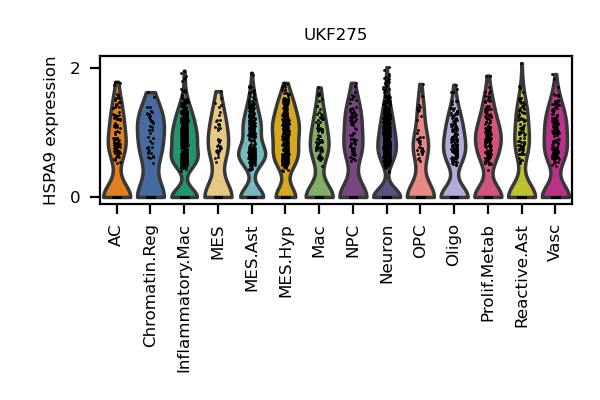 UKF275
HSPA9 expression
2
0
AC
Chromatin.Reg
Inflammatory.Mac
MES
MES.Ast
MES.Hyp
Mac
NPC
Neuron
OPC
Oligo
Prolif.Metab
Reactive.Ast
Vasc